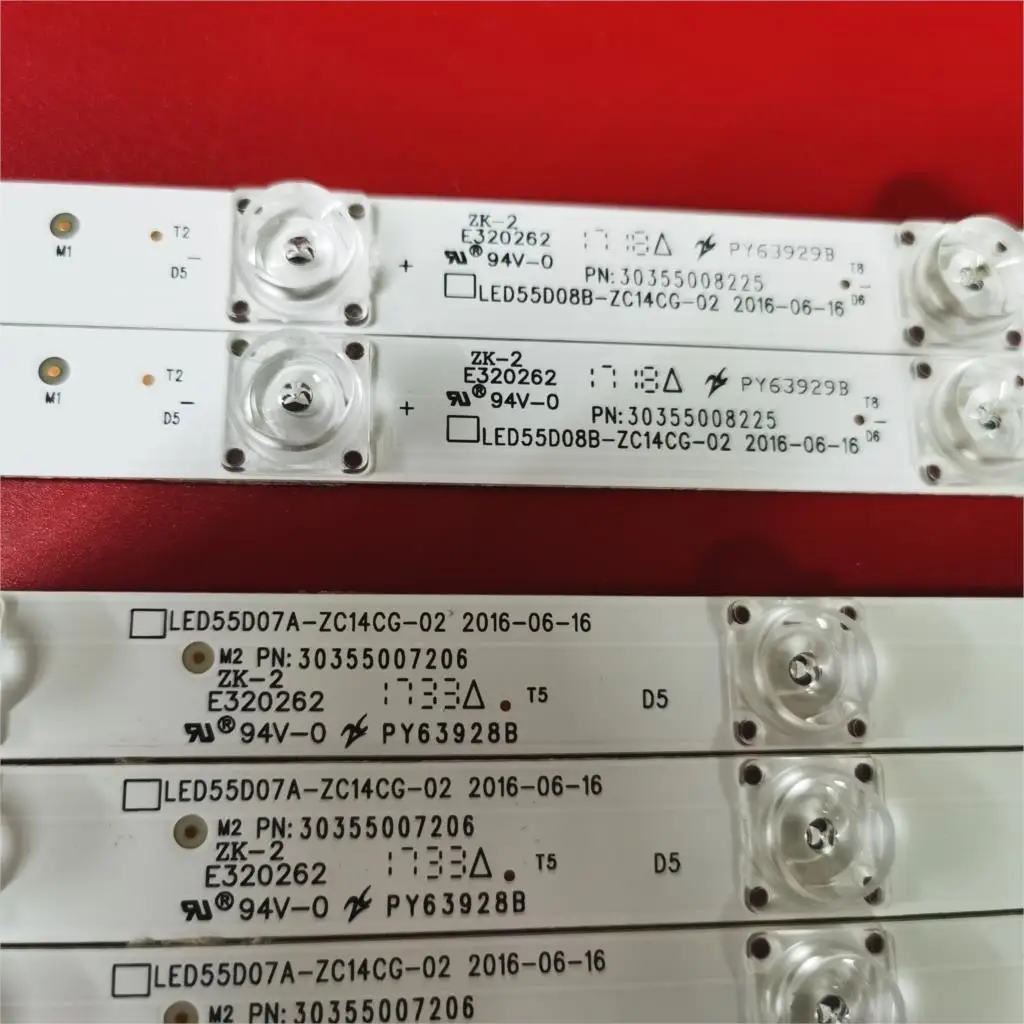 M1
T2
D5
+
ZK-2
E320262
1718
PY63929B
® 94V-0
PN:30355008225
LED55D08B-ZC14CG-02 2016-06-16
T8
D6
M1
T2
D5
+
ZK-2
E320262
1718
PY63929B
® 94V-0
PN:30355008225
LED55D08B-ZC14CG-02 2016-06-16
T8
D6
LED55D07A-ZC14CG-02 2016-06-16
M2 PN:30355007206
ZK-2
E320262
1733
T5
D5
® 94V-0 PY63928B
LED55D07A-ZC14CG-02 2016-06-16
M2 PN:30355007206
ZK-2
E320262
1733
T5
D5
® 94V-0 PY63928B
LED55D07A-ZC14CG-02 2016-06-16
M2 PN:30355007206